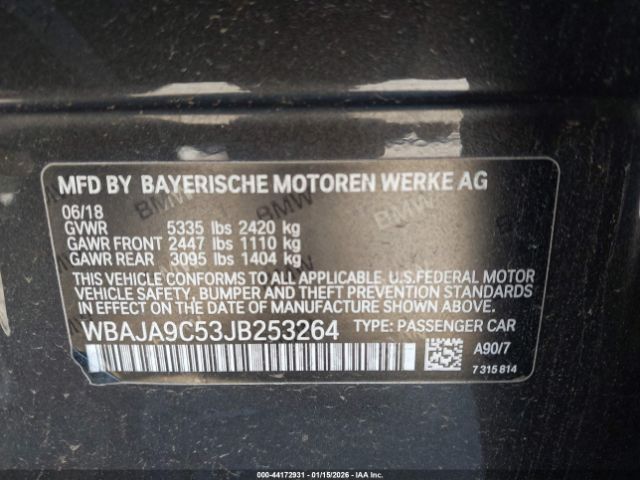 MFD BY BAYERISCHE MOTOREN WERKE AG
06/18
GVWR 5335 lbs 2420 kg
GAWR FRONT 2447 lbs 1110 kg
GAWR REAR 3095 lbs 1404 kg
THIS VEHICLE CONFORMS TO ALL APPLICABLE, U.S.FEDERAL MOTOR
VEHICLE SAFETY, BUMPER, AND THEFT PREVENTION STANDARDS
IN EFFECT ON THE DATE OF MANUFACTURE SHOWN ABOVE.
WBAJA9C53JB253264 TYPE: PASSENGER CAR
A90/7
7 315 814
BMW
BMW
BMW
000-44172931 - 01/15/2026 - IAA Inc.